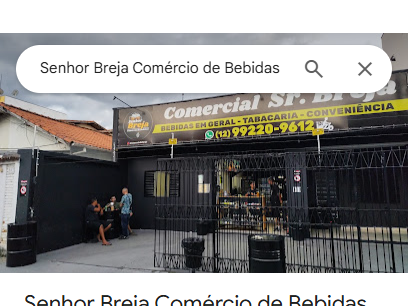 Senhor Breja Comércio de Bebidas
Comercial Sr. Breja
BEBIDAS EM GERAL - TABACARIA - CONVENIÊNCIA
(12) 99220-9612
Senhor Breja Comércio de Bebidas